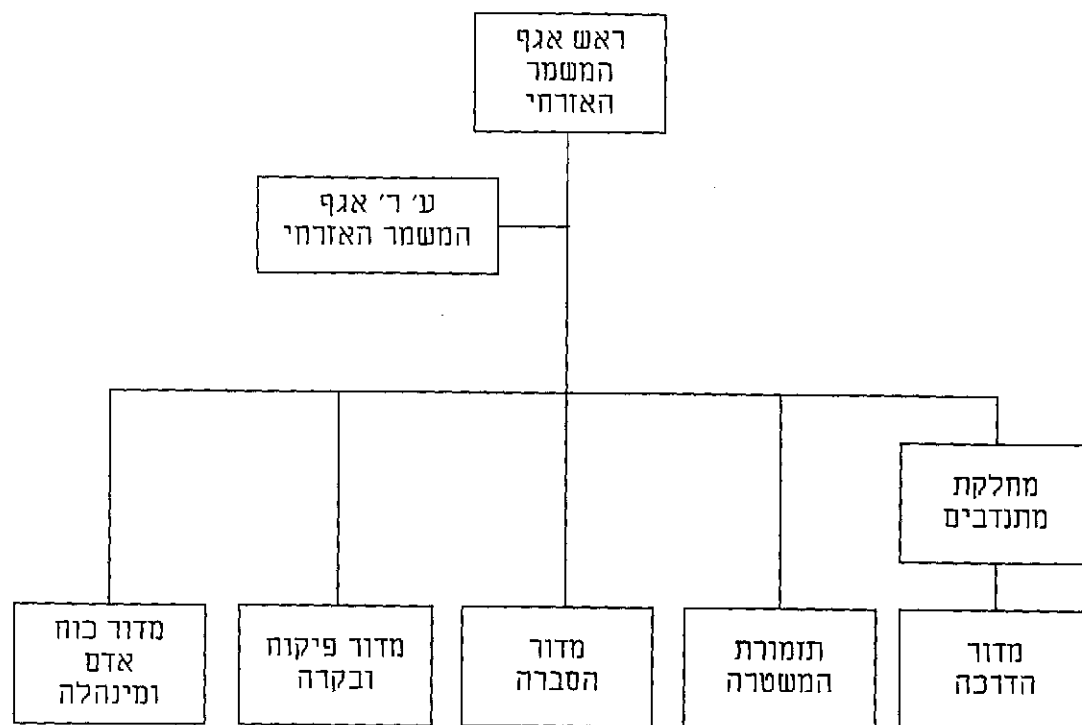 ראש אגף
המשמר
האזרחי
ע' ר' אגף
המשמר האזרחי
מחלקת
מתנדבים
מדור
הדרכה
תזמורת
המשטרה
מדור
הסברה
מדור פיקוח
ובקרה
מדור כוח
אדם
ומינהלה